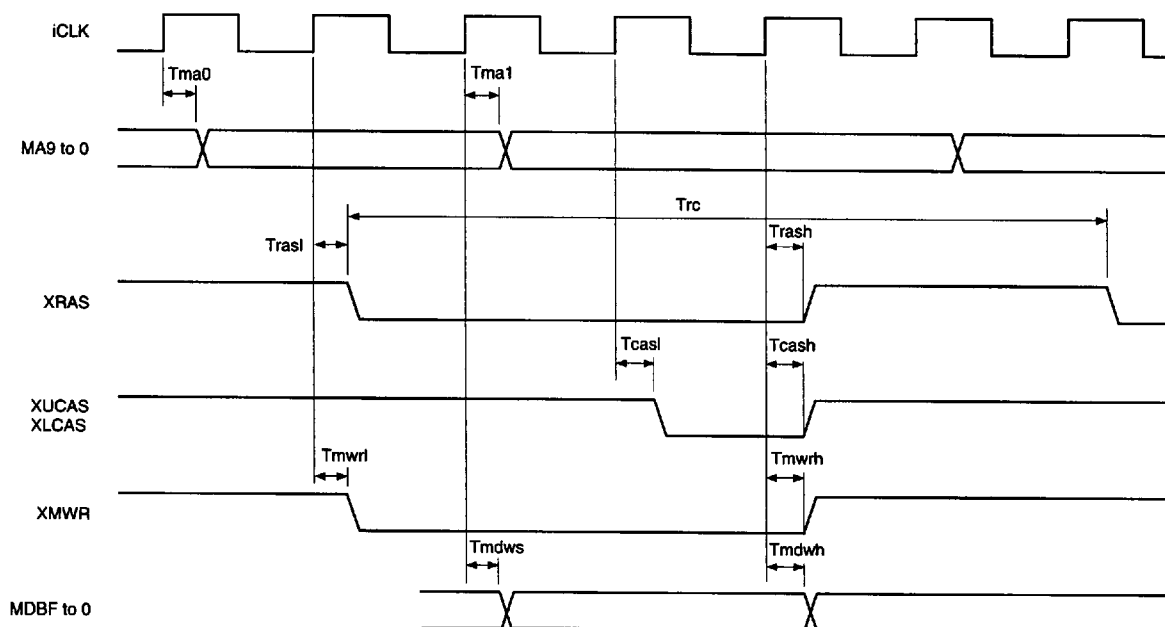 iCLK
Tma0
Tma1
MA9 to 0
Trc
Trasl
Trash
XRAS
Tcasl
Tcash
XUCAS
XLCAS
Tmwrl
Tmwrh
XMWR
Tmdws
Tmdwh
MDBF to 0